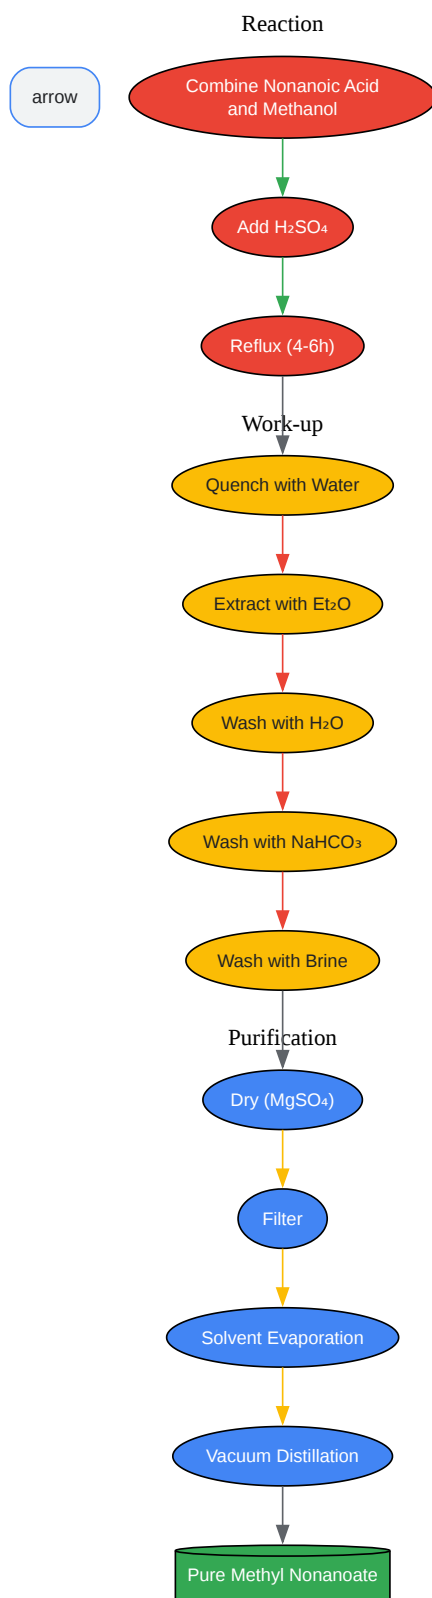 Reaction
arrow
Combine Nonanoic Acid
and Methanol
Add H₂SO₄
Reflux (4-6h)
Work-up
Quench with Water
Extract with Et₂O
Wash with H₂O
Wash with NaHCO₃
Wash with Brine
Purification
Dry (MgSO₄)
Filter
Solvent Evaporation
Vacuum Distillation
Pure Methyl Nonanoate